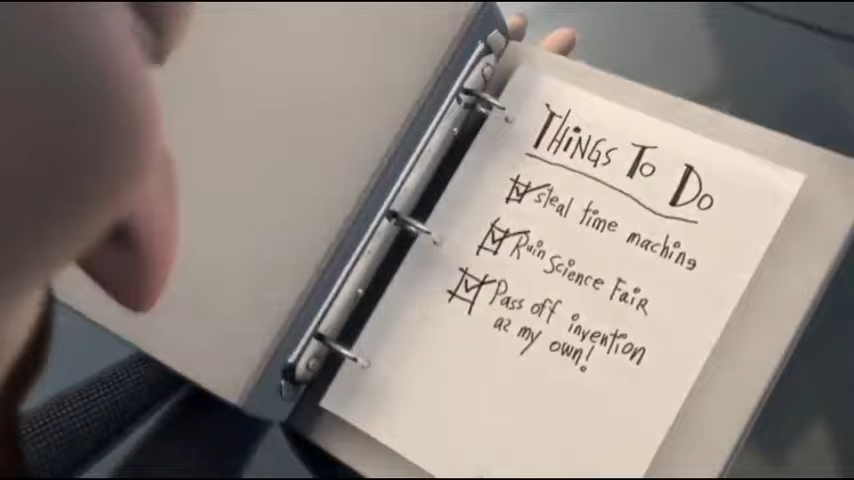 THiNGS To Do
Steal time machine
Ruin Science FaiR
Pass off invention
as my own!